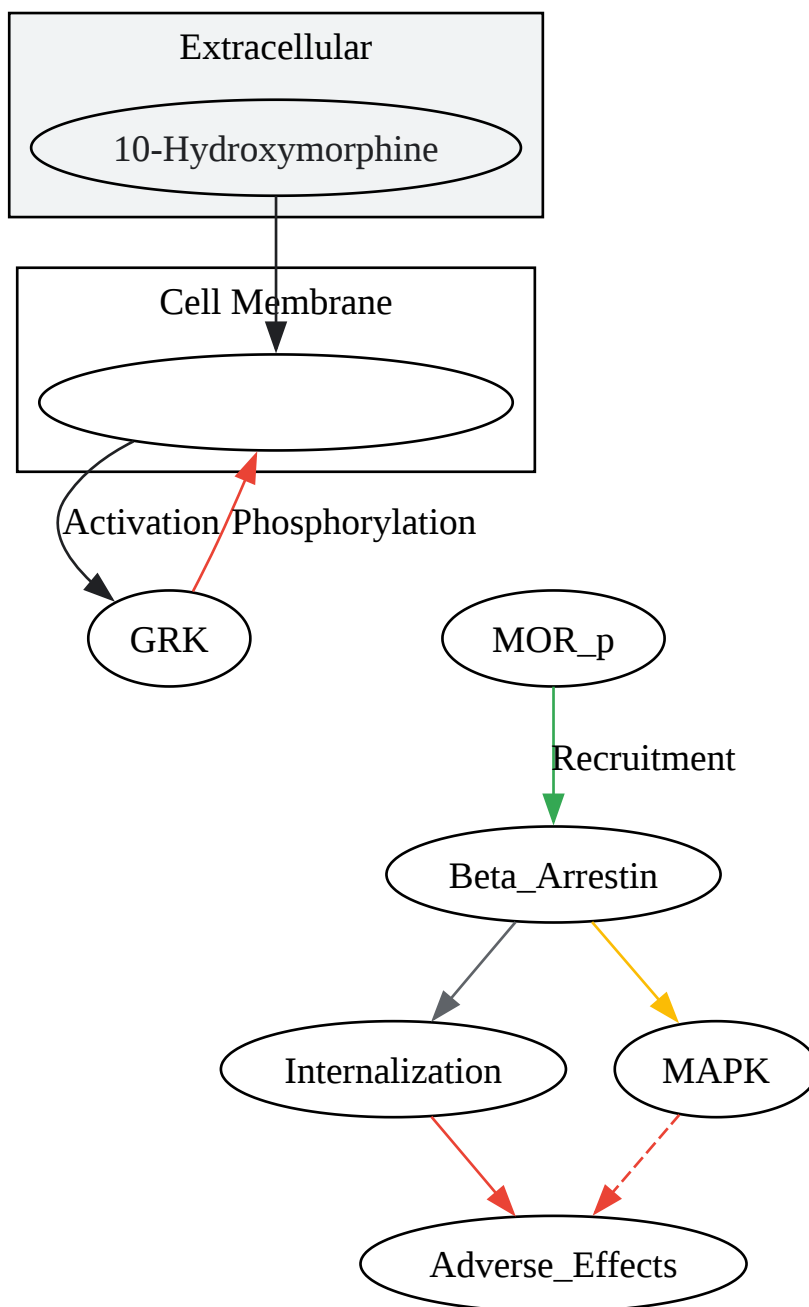 Extracellular
10-Hydroxymorphine
Cell Membrane
Activation
Phosphorylation
GRK
MOR_p
Recruitment
Beta_Arrestin
Internalization
MAPK
Adverse_Effects